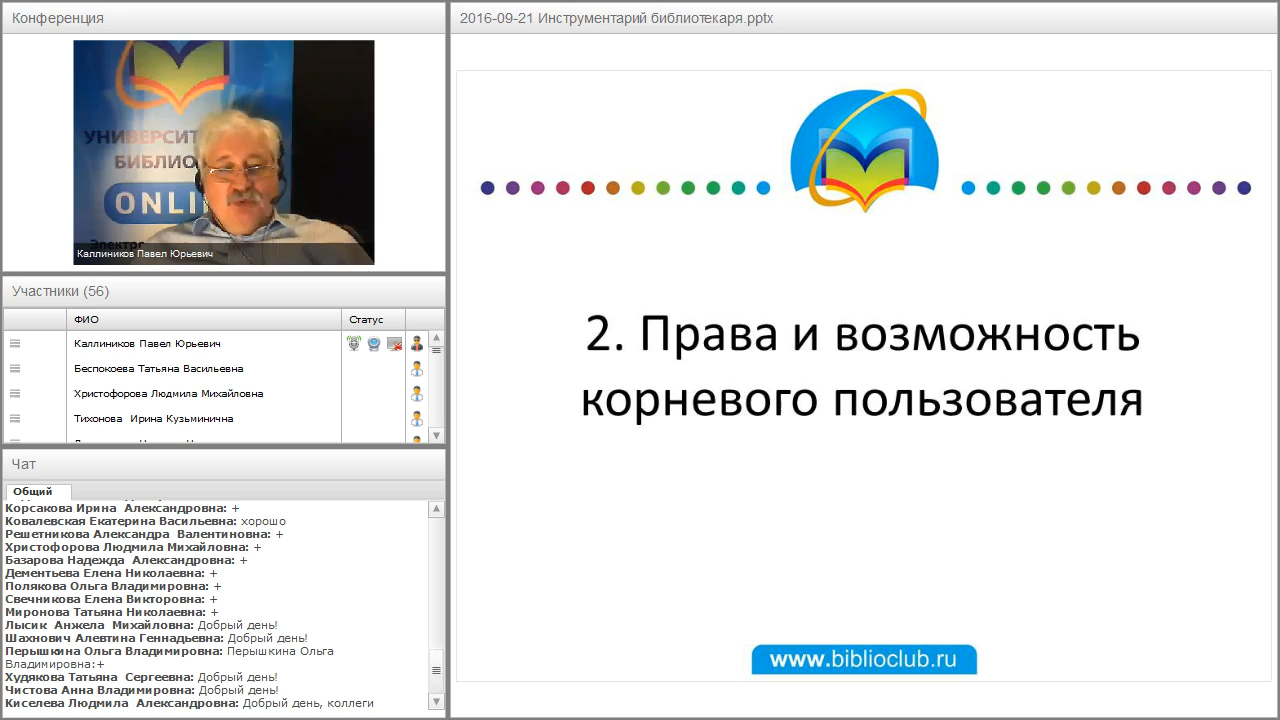 Конференция
УНИВЕРСИТ
БИБЛИО
ONLI
Электро
Каллиников Павел Юрьевич
Участники (56)
ФИО
Статус
Каллиников Павел Юрьевич
Беспокоева Татьяна Васильевна
Христофорова Людмила Михайловна
Тихонова Ирина Кузьминична
Чат
Общий
Корсакова Ирина Александровна: +
Ковалевская Екатерина Васильевна: хорошо
Решетникова Александра Валентиновна: +
Христофорова Людмила Михайловна: +
Базарова Надежда Александровна: +
Дементьева Елена Николаевна: +
Полякова Ольга Владимировна: +
Свечникова Елена Викторовна: +
Миронова Татьяна Николаевна: +
Лысик Анжела Михайловна: Добрый день!
Шахнович Алевтина Геннадьевна: Добрый день!
Перышкина Ольга Владимировна: Перышкина Ольга
Владимировна:+
Худякова Татьяна Сергеевна: Добрый день!
Чистова Анна Владимировна: Добрый день!
Киселева Людмила Александровна: Добрый день, коллеги
2016-09-21 Инструментарий библиотекаря.pptx
2. Права и возможность
корневого пользователя
www.biblioclub.ru